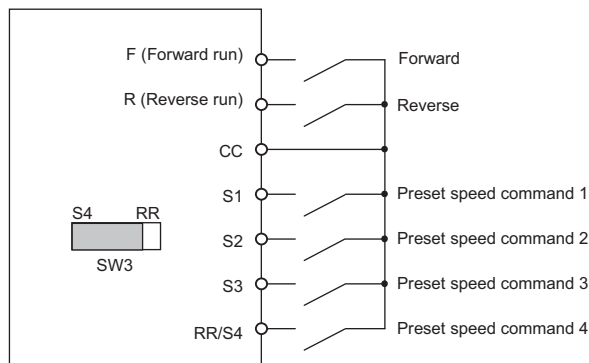 F (Forward run) Forward
R (Reverse run) Reverse
CC
S1 Preset speed command 1
S4 RR
S2 Preset speed command 2
SW3
S3 Preset speed command 3
RR/S4 Preset speed command 4